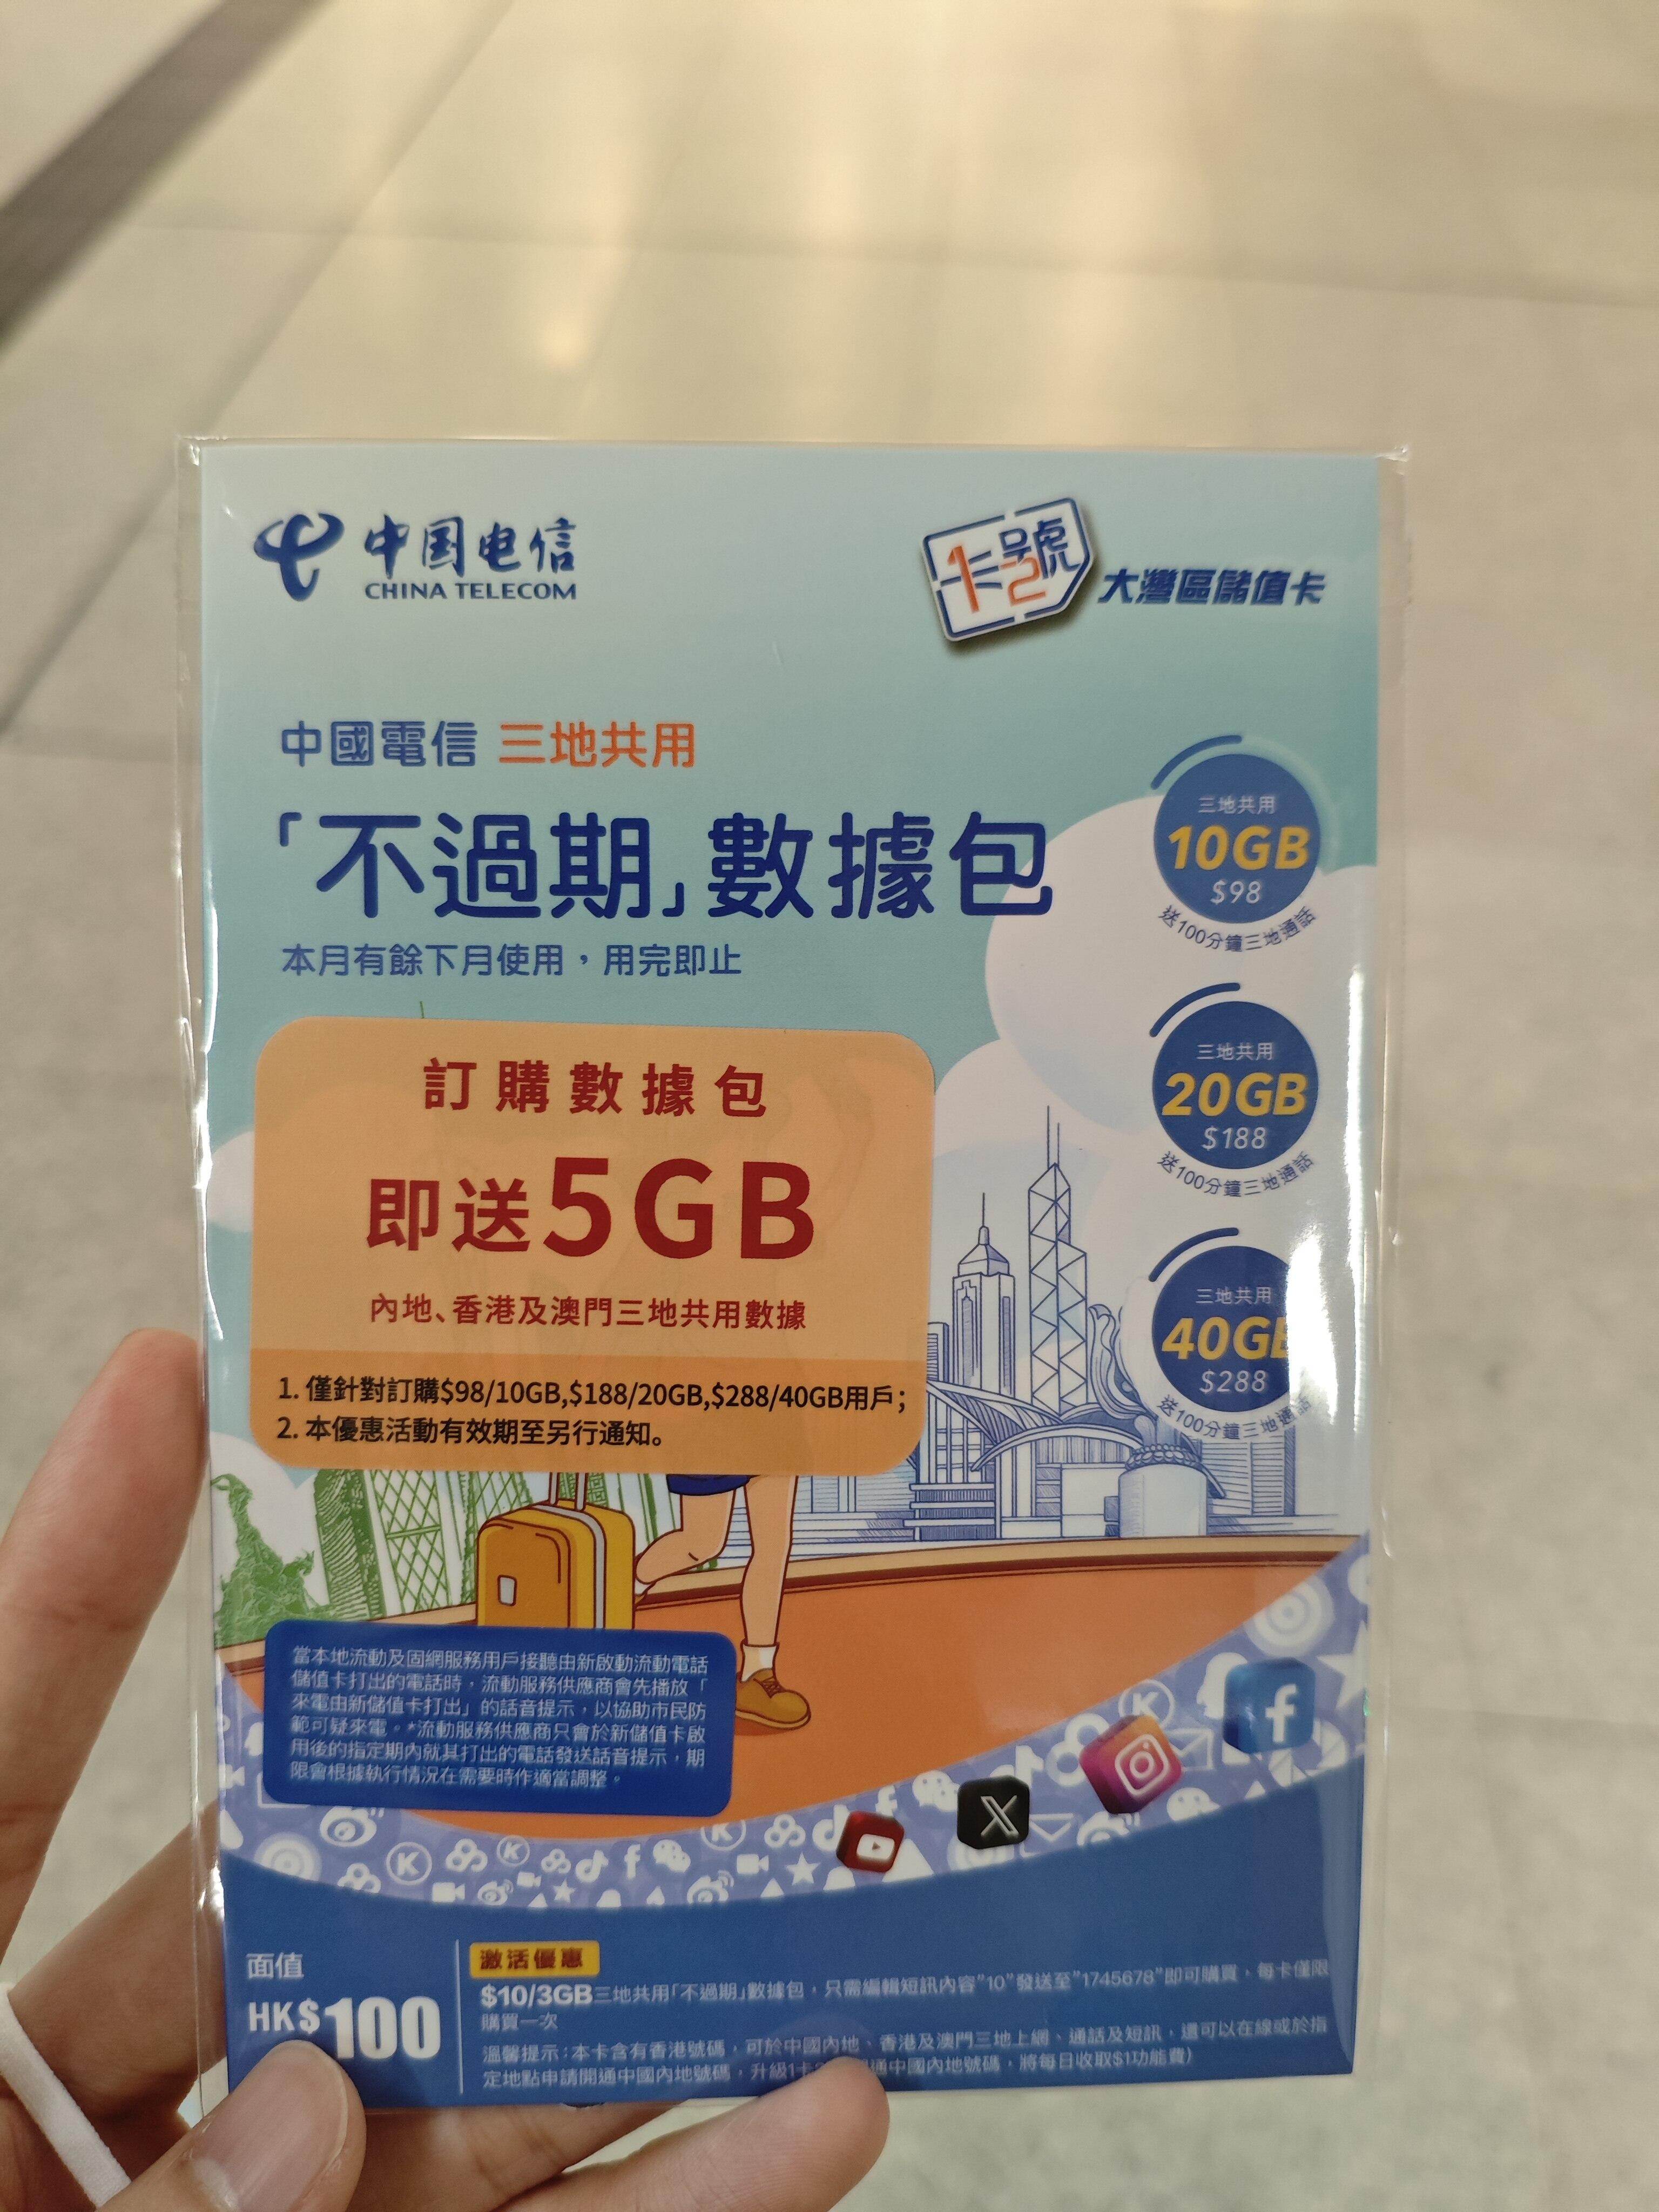 中国电信
CHINA TELECOM
1卡2號
大灣區儲值卡
中國電信 三地共用
「不過期」數據包
本月有餘下月使用，用完即止
三地共用
10GB
$98
送100分鐘三地通話
三地共用
20GB
$188
送100分鐘三地通話
三地共用
40GB
$288
送100分鐘三地通話
訂購數據包
即送5GB
內地、香港及澳門三地共用數據
1. 僅針對訂購$98/10GB,$188/20GB,$288/40GB用戶；
2. 本優惠活動有效期至另行通知。
當本地流動及固網服務用戶接聽由新啟動流動電話
儲值卡打出的電話時，流動服務供應商會先播放「
來電由新儲值卡打出」的話音提示，以協助市民防
範可疑來電。*流動服務供應商只會於新儲值卡啟
用後的指定期內就其打出的電話發送話音提示，期
限會根據執行情況在需要時作適當調整。
面值
HK$100
激活優惠
$10/3GB三地共用「不過期」數據包，只需編輯短訊內容"10"發送至"1745678"即可購買，每卡僅限
購買一次
溫馨提示：本卡含有香港號碼，可於中國內地、香港及澳門三地上網、通話及短訊，還可以在線或於指
定地點申請開通中國內地號碼，升級1卡2 通中國內地號碼，將每日收取$1功能費)